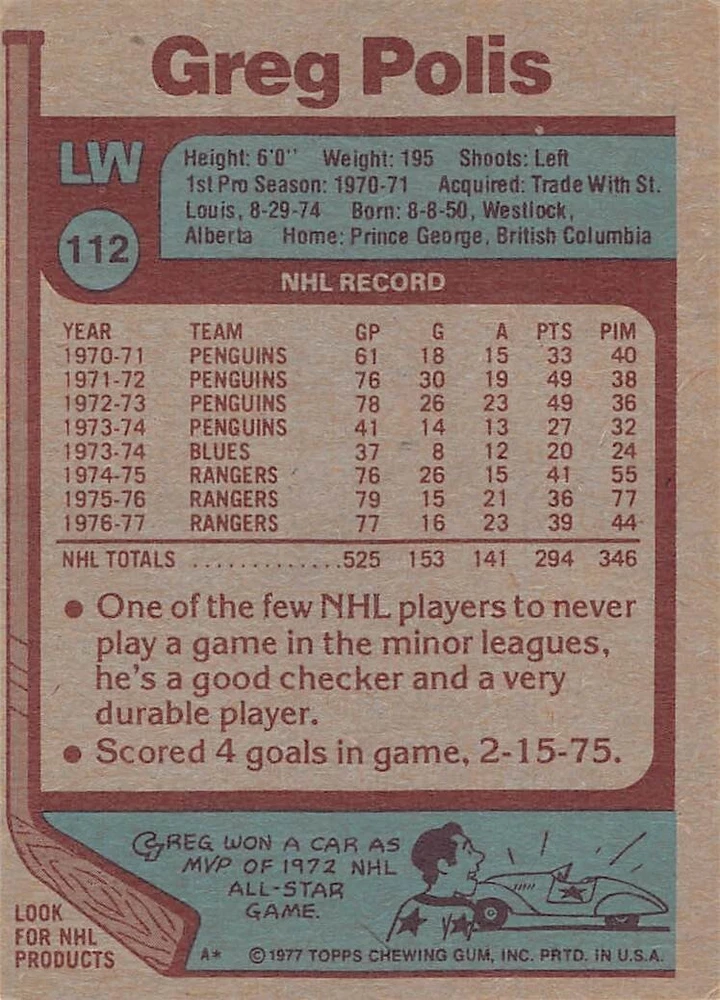 Greg Polis
LW
112
Height: 6'0" Weight: 195 Shoots: Left
1st Pro Season: 1970-71 Acquired: Trade With St.
Louis, 8-29-74 Born: 8-8-50, Westlock,
Alberta Home: Prince George, British Columbia
NHL RECORD
YEAR TEAM GP G A PTS PIM
1970-71 PENGUINS 61 18 15 33 40
1971-72 PENGUINS 76 30 19 49 38
1972-73 PENGUINS 78 26 23 49 36
1973-74 PENGUINS 41 14 13 27 32
1973-74 BLUES 37 8 12 20 24
1974-75 RANGERS 76 26 15 41 55
1975-76 RANGERS 79 15 21 36 77
1976-77 RANGERS 77 16 23 39 44
NHL TOTALS .............525 153 141 294 346
• One of the few NHL players to never
play a game in the minor leagues,
he's a good checker and a very
durable player.
• Scored 4 goals in game, 2-15-75.
GREG WON A CAR AS
MVP OF 1972 NHL
ALL-STAR
GAME.
LOOK
FOR NHL
PRODUCTS
A* ©1977 TOPPS CHEWING GUM, INC. PRTD. IN U.S.A.